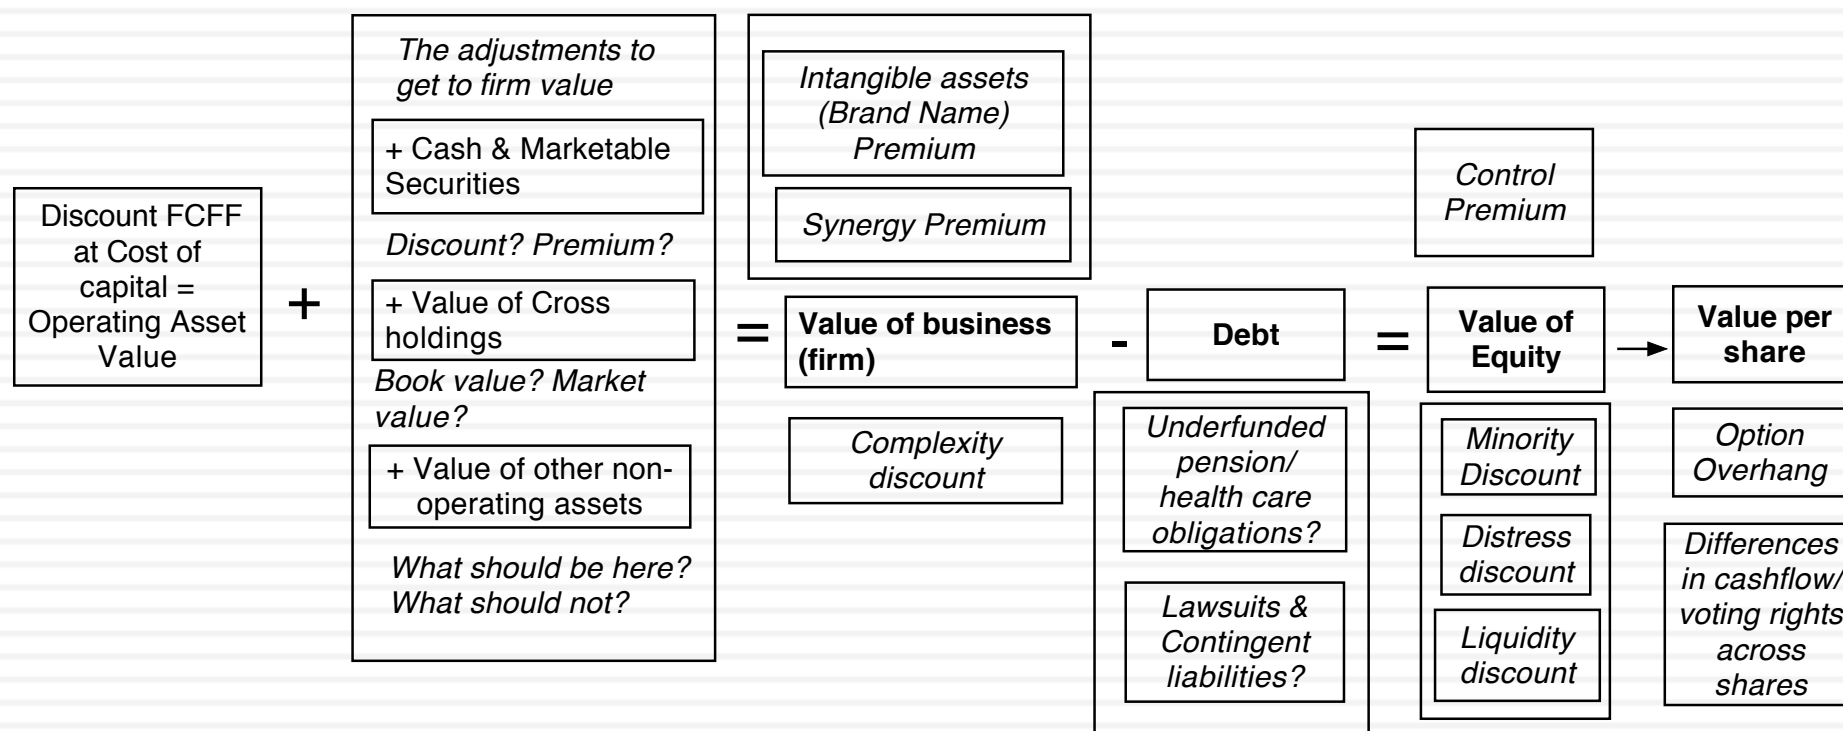 Discount FCFF
at Cost of
capital =
Operating Asset
Value
+
The adjustments to
get to firm value
+ Cash & Marketable
Securities
Discount? Premium?
+ Value of Cross
holdings
Book value? Market
value?
+ Value of other non-
operating assets
What should be here?
What should not?
=
Intangible assets
(Brand Name)
Premium
Synergy Premium
Value of business
(firm)
Complexity
discount
-
Debt
Underfunded
pension/
health care
obligations?
Lawsuits &
Contingent
liabilities?
=
Control
Premium
Value of
Equity
Minority
Discount
Distress
discount
Liquidity
discount
Value per
share
Option
Overhang
Differences
in cashflow/
voting rights
across
shares